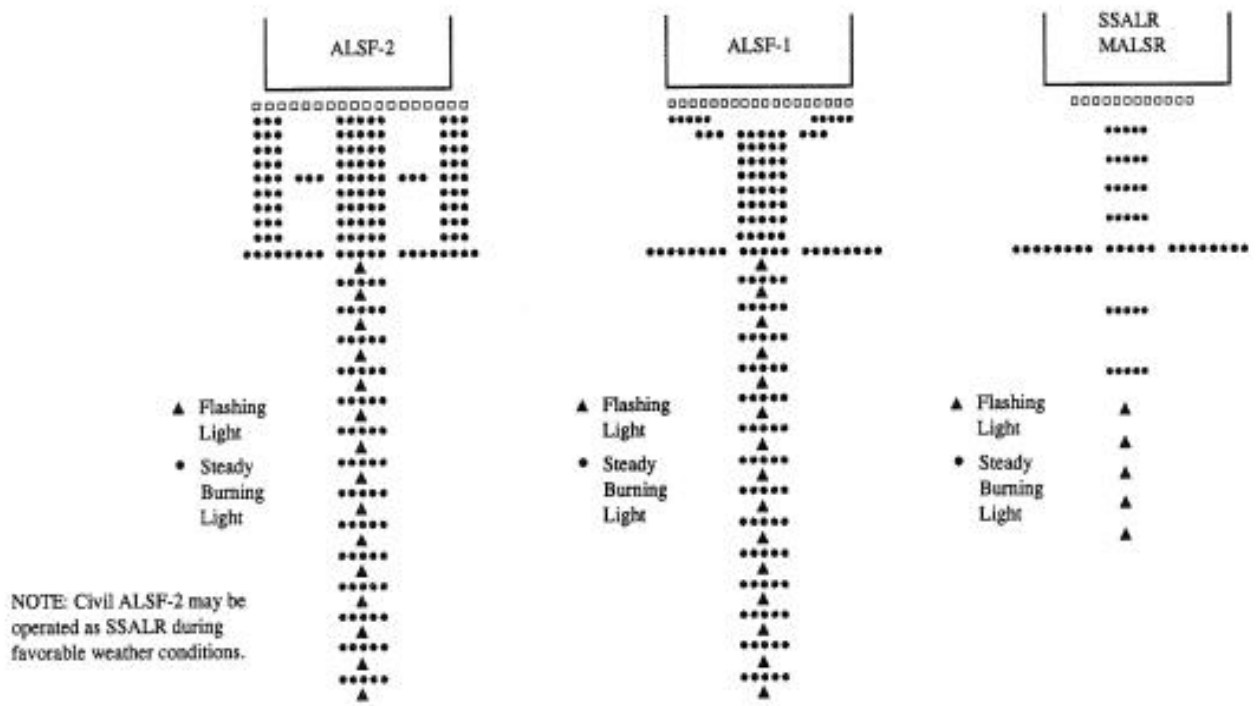 ALSF-2
ALSF-1
SSALR
MALSR
▲ Flashing
Light
● Steady
Burning
Light
▲ Flashing
Light
● Steady
Burning
Light
▲ Flashing
Light
● Steady
Burning
Light
NOTE: Civil ALSF-2 may be
operated as SSALR during
favorable weather conditions.